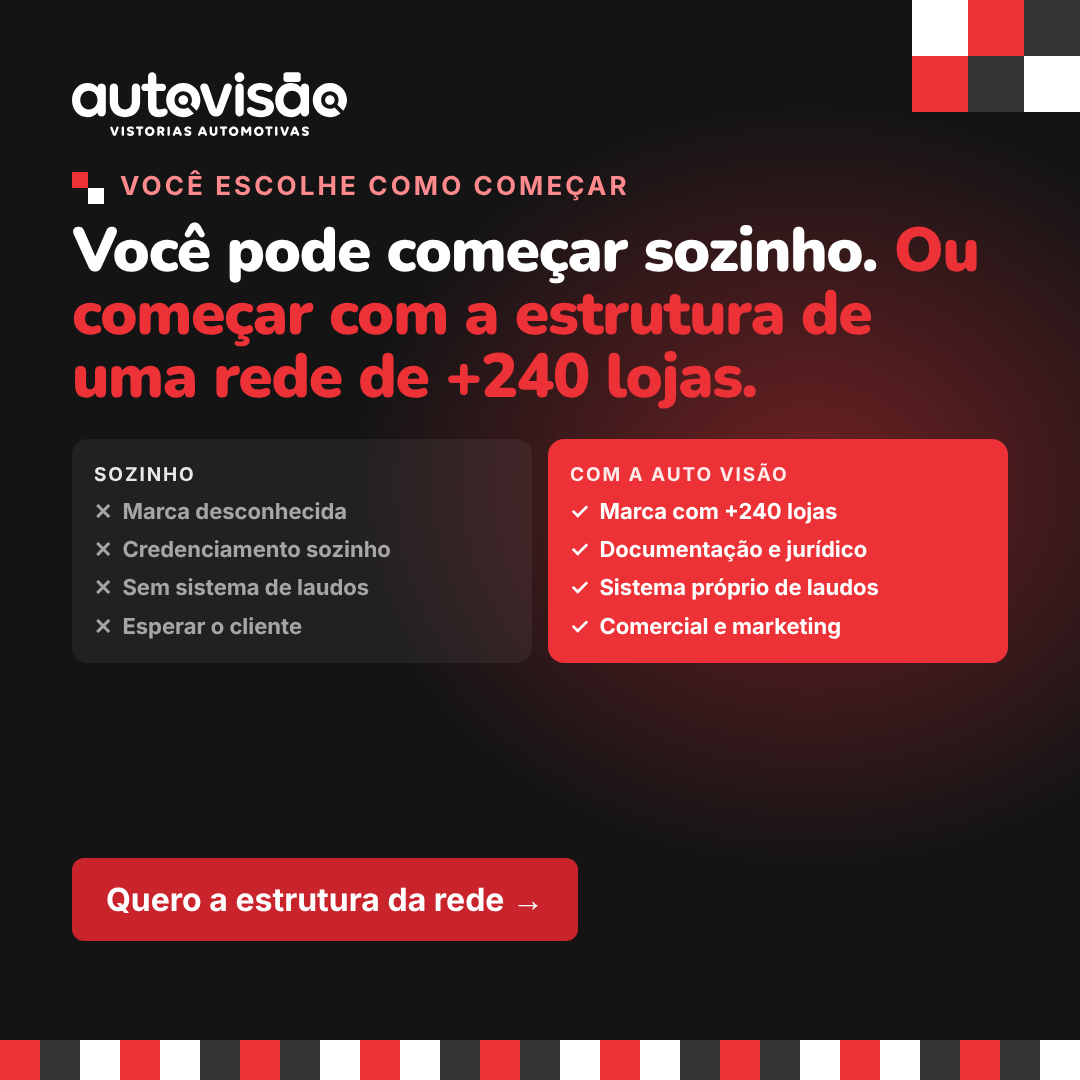 autovisão
VISTORIAS AUTOMOTIVAS
VOCÊ ESCOLHE COMO COMEÇAR
Você pode começar sozinho. Ou
começar com a estrutura de
uma rede de +240 lojas.
SOZINHO
✕ Marca desconhecida
✕ Credenciamento sozinho
✕ Sem sistema de laudos
✕ Esperar o cliente
COM A AUTO VISÃO
✓ Marca com +240 lojas
✓ Documentação e jurídico
✓ Sistema próprio de laudos
✓ Comercial e marketing
Quero a estrutura da rede →